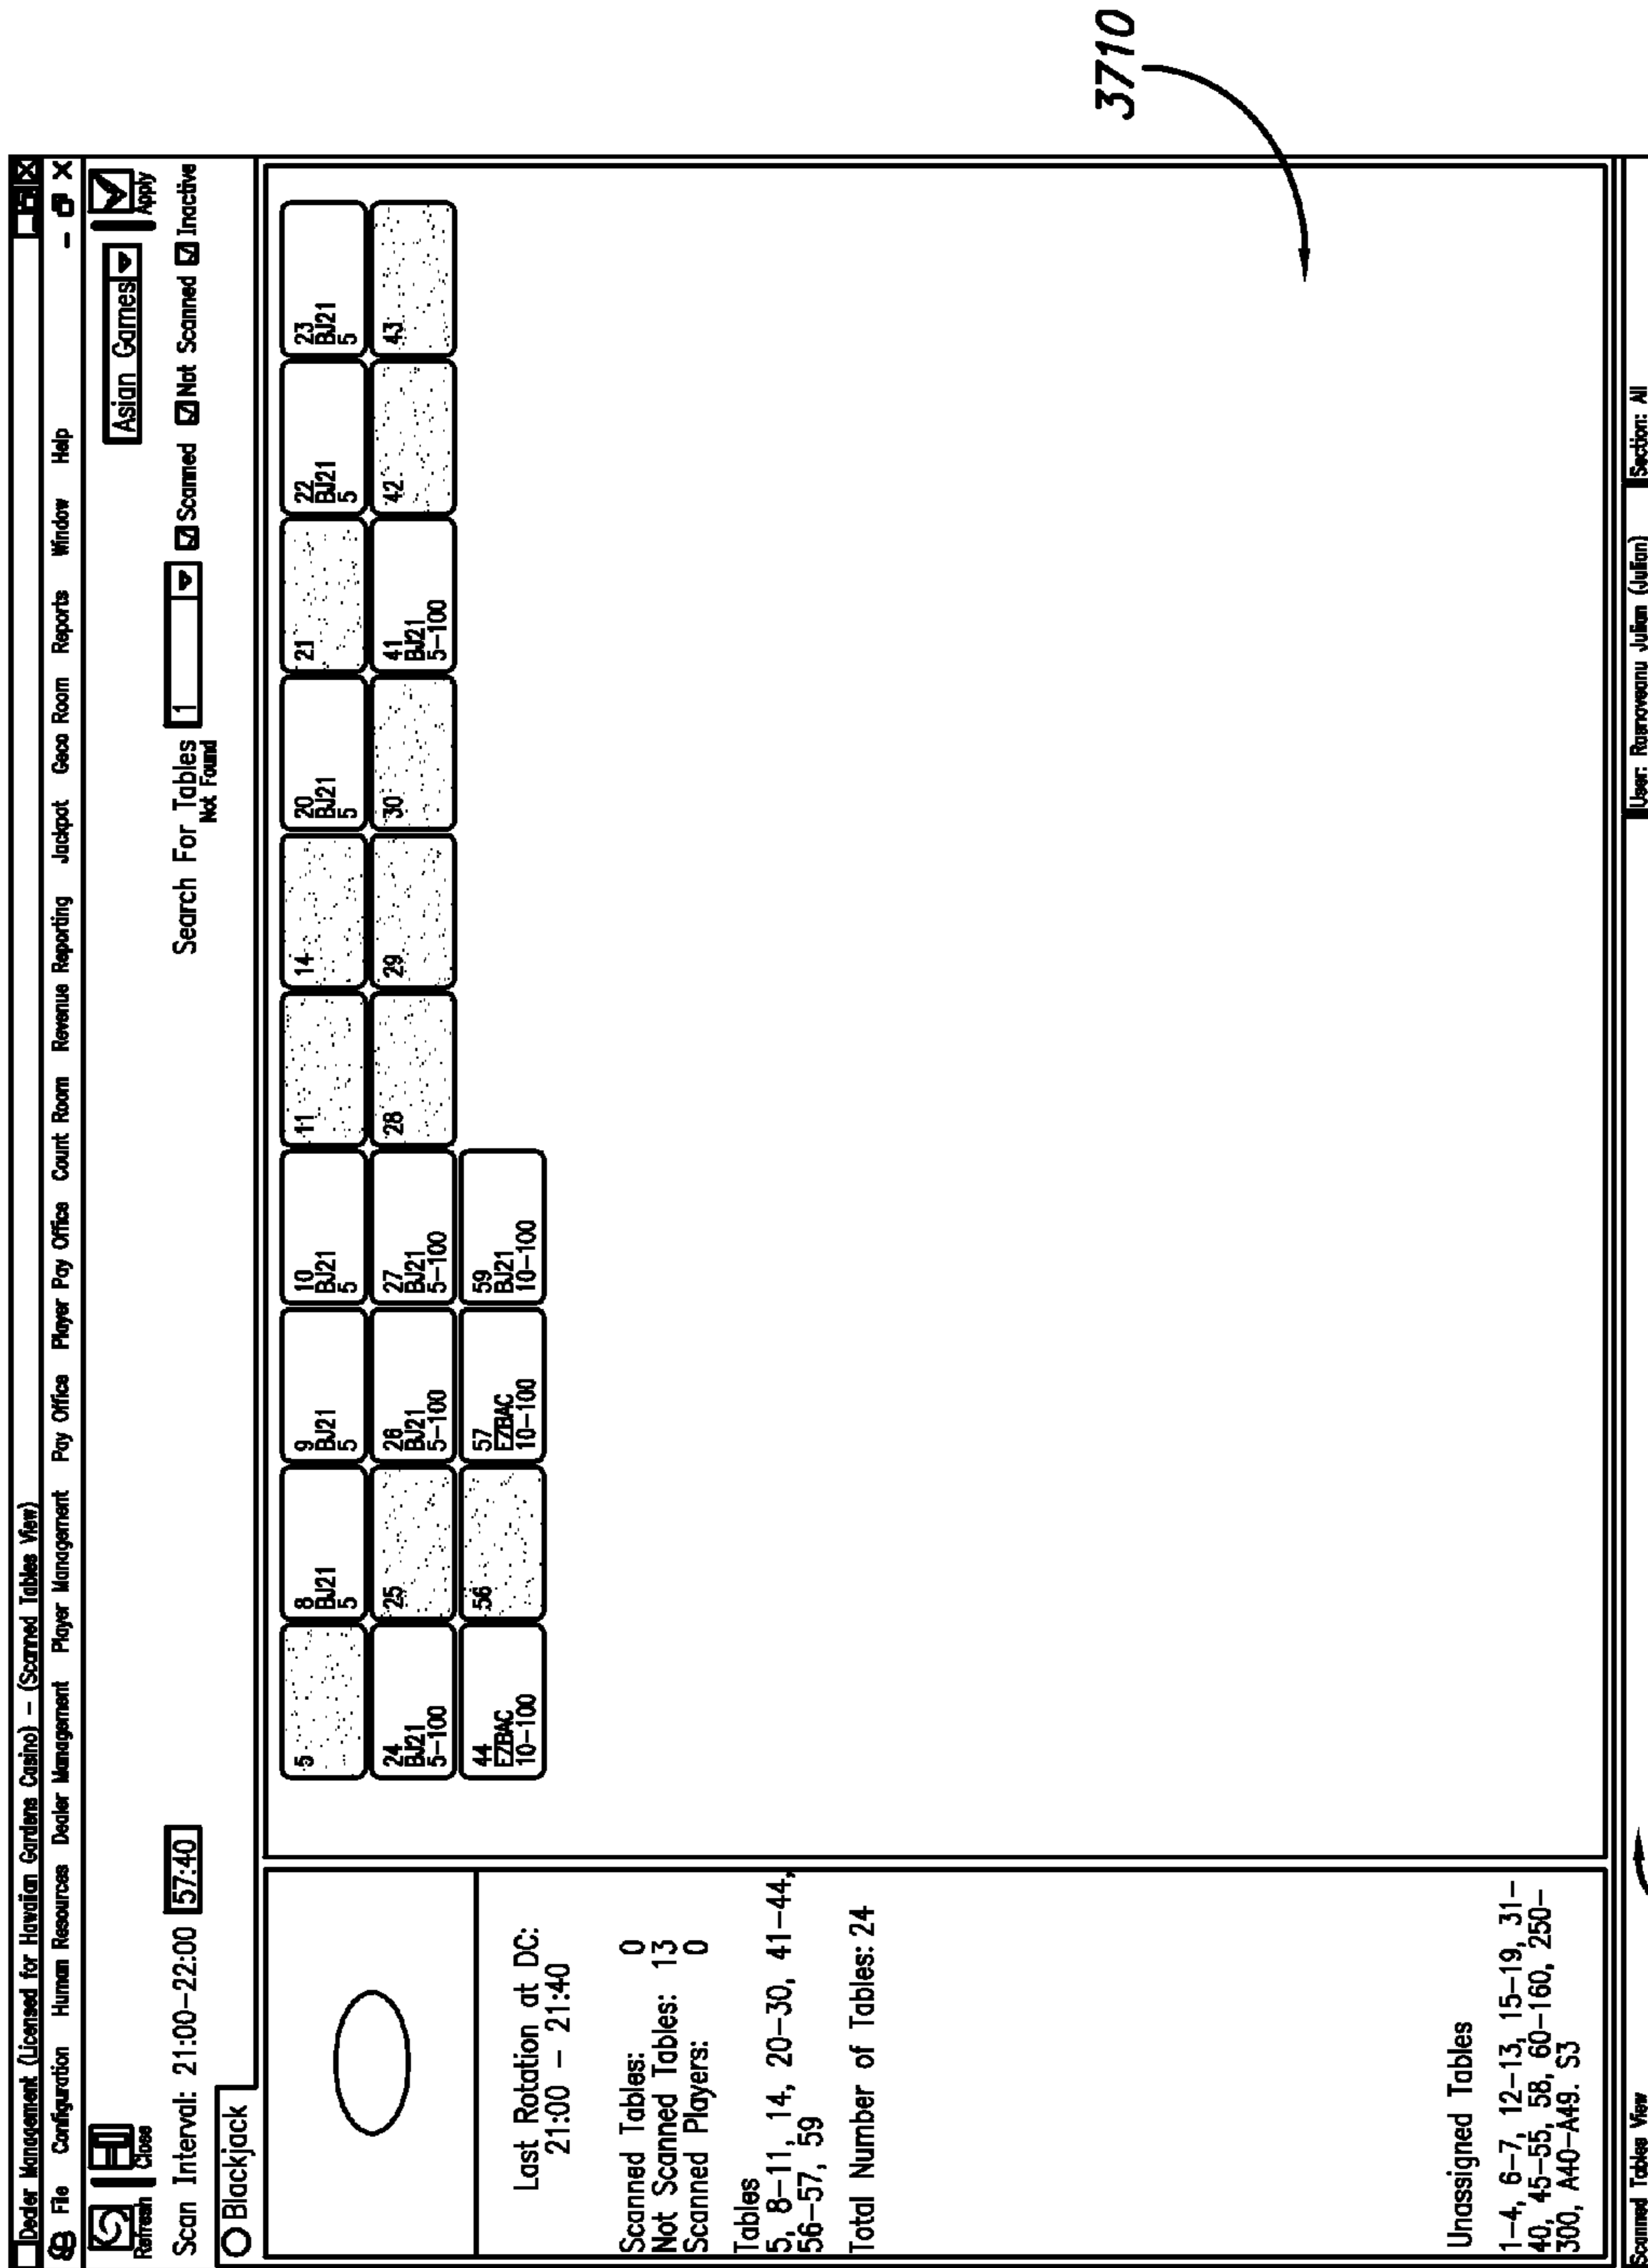 Dealer Management (Licensed for Hawaiian Gardens Casino) – (Scanned Tables View)
File Configuration Human Resources Dealer Management Player Management Pay Office Player Pay Office Count Room Revenue Reporting Jackpot Geco Room Reports Window Help
Refresh Close Asian Games Apply
Scan Interval: 21:00–22:00 57:40 Search For Tables 1 Scanned Not Scanned Inactive
Not Found
Blackjack
5 8 9 10 11 14 20 21 22 23
BJ21 BJ21 BJ21 BJ21 BJ21 BJ21
5 5 5 5 5 5
24 25 26 27 28 29 30 41 42 43
BJ21 BJ21 BJ21 BJ21
5–100 5–100 5–100 5–100
44 56 57 59
EZBAC EZBAC BJ21
10–100 10–100 10–100
Last Rotation at DC:
21:00 – 21:40
Scanned Tables: 0
Not Scanned Tables: 13
Scanned Players: 0
Tables
5, 8–11, 14, 20–30, 41–44,
56–57, 59
Total Number of Tables: 24
Unassigned Tables
1–4, 6–7, 12–13, 15–19, 31–
40, 45–55, 58, 60–160, 250–
300, A40–A49. S3
Scanned Tables View User: Julian (Julian) Section: All
3710